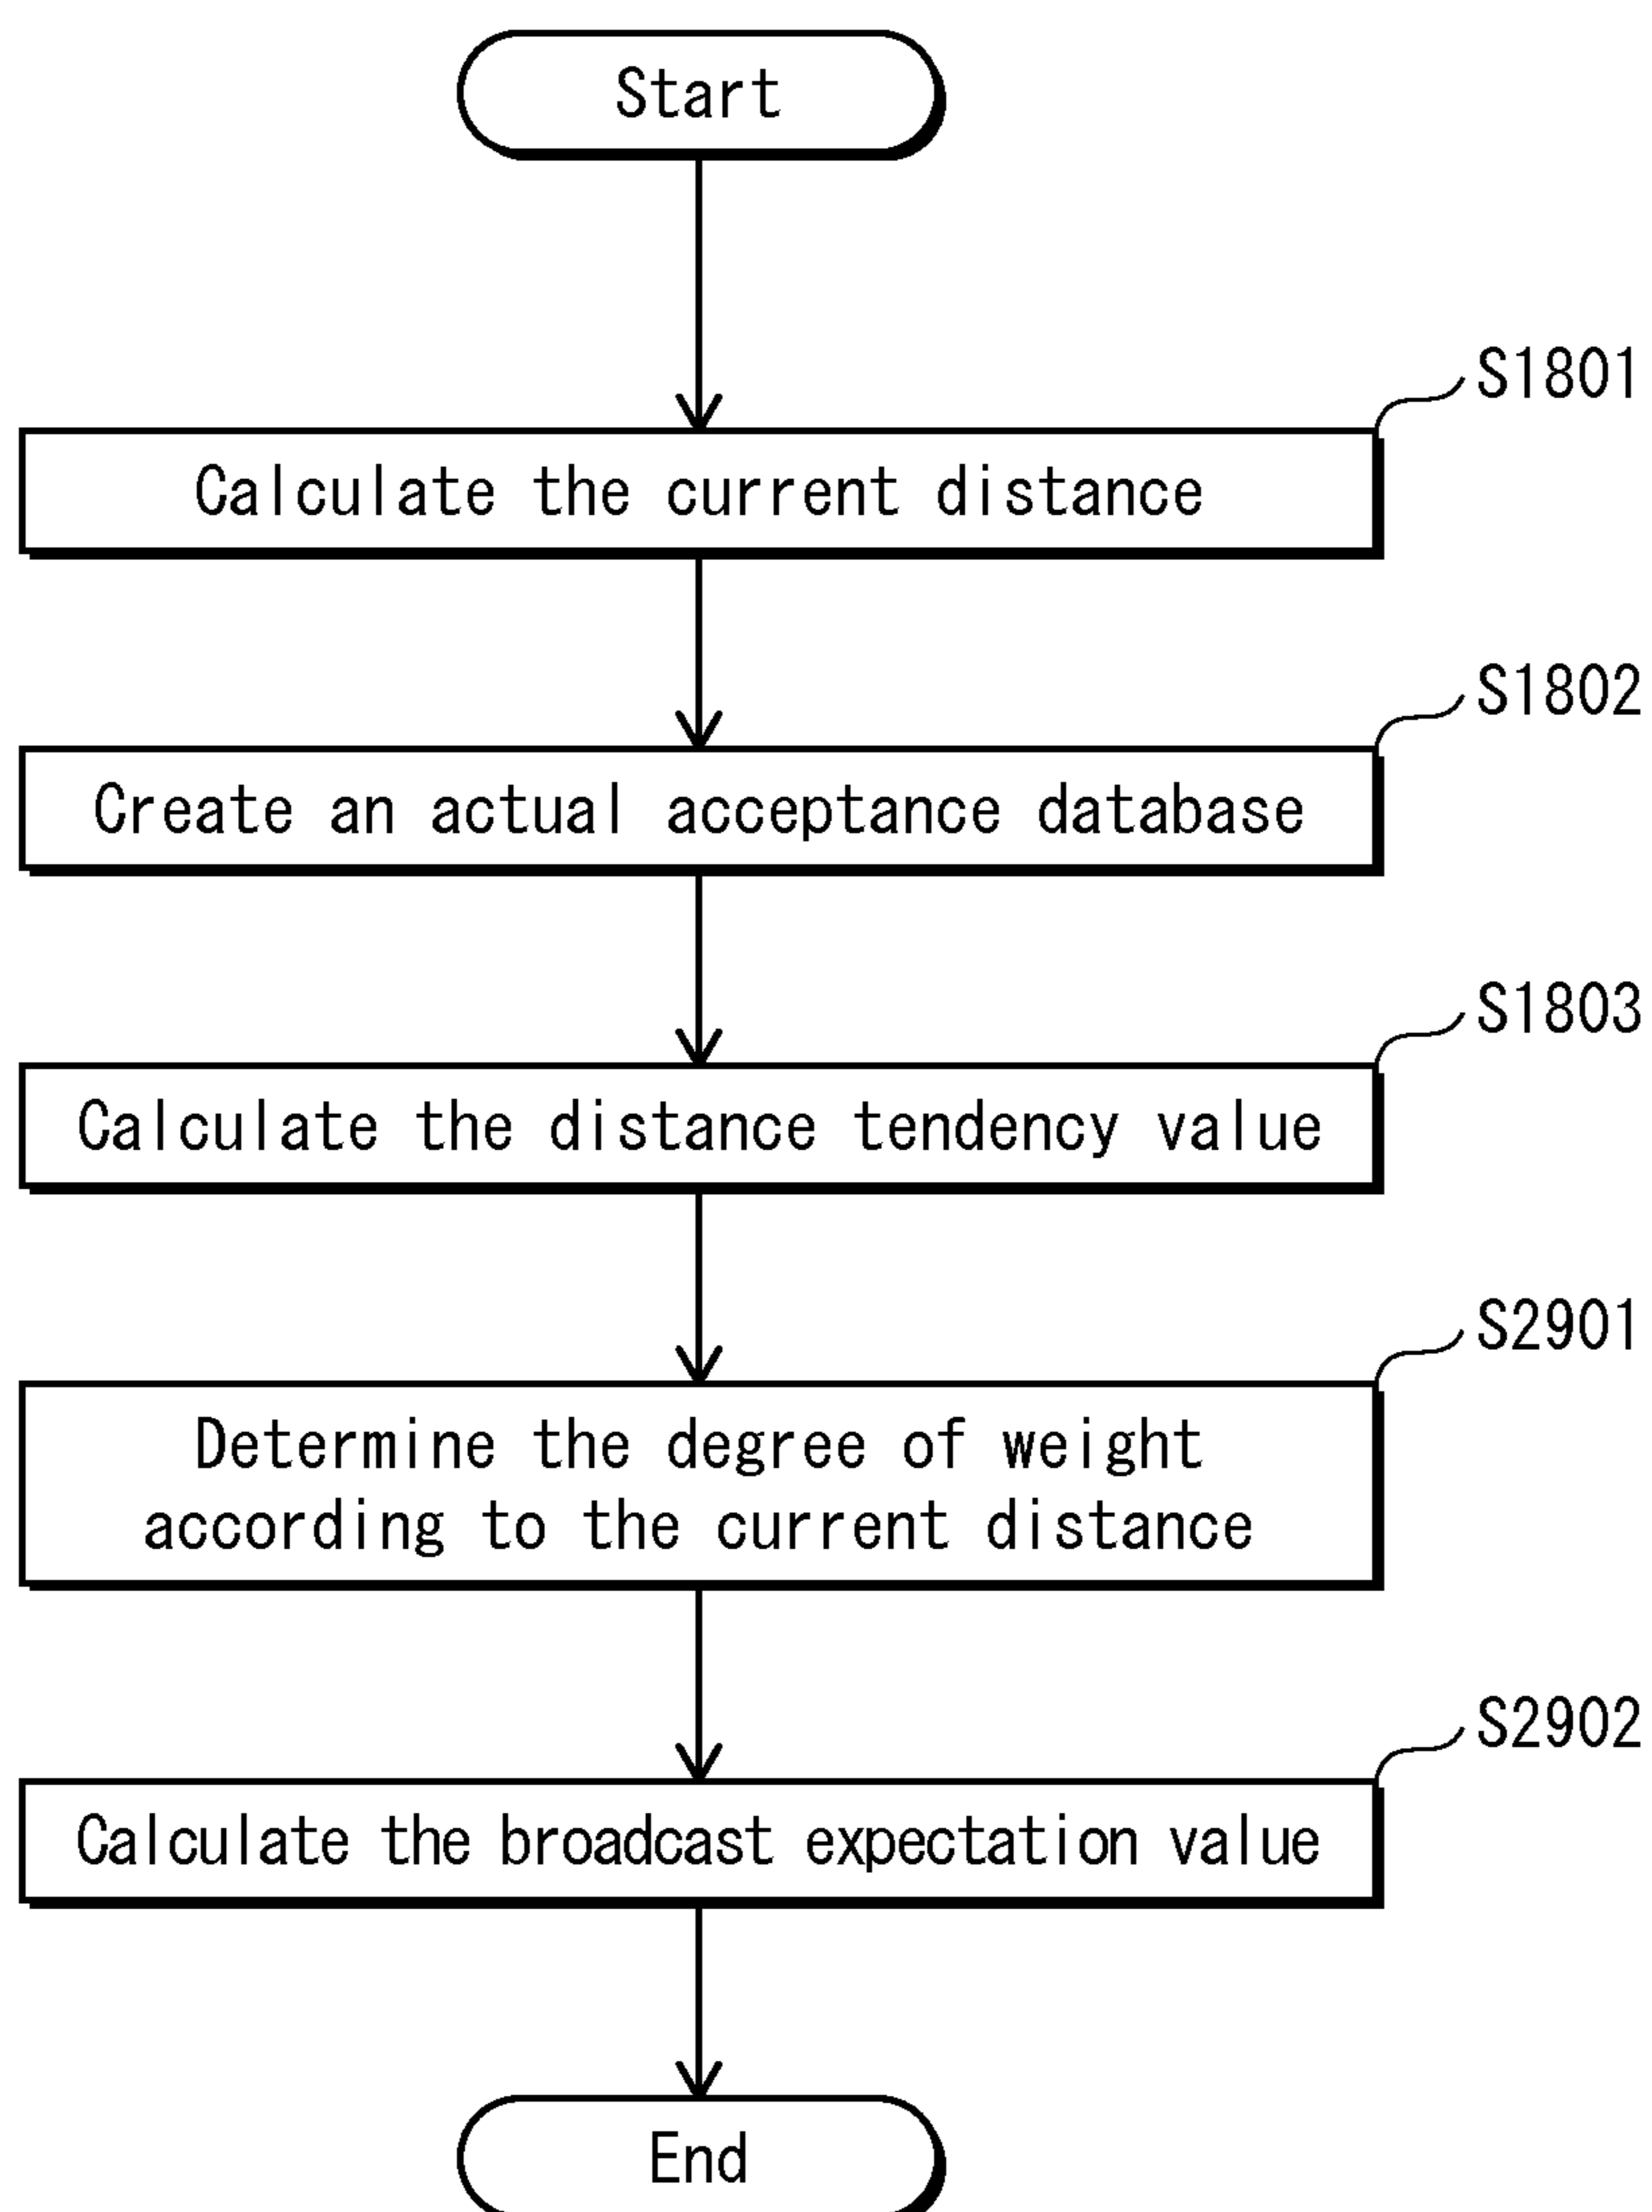 Start
S1801
Calculate the current distance
S1802
Create an actual acceptance database
S1803
Calculate the distance tendency value
S2901
Determine the degree of weight
according to the current distance
S2902
Calculate the broadcast expectation value
End